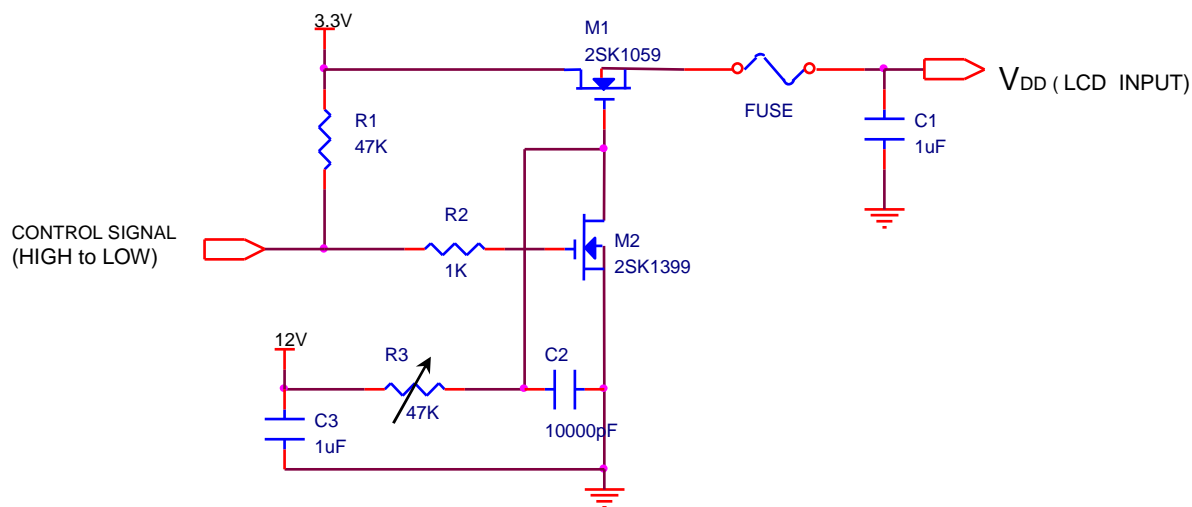 3.3V
M1
2SK1059
FUSE
VDD ( LCD INPUT)
R1
47K
C1
1uF
CONTROL SIGNAL
(HIGH to LOW)
R2
1K
M2
2SK1399
12V
R3
47K
C2
10000pF
C3
1uF